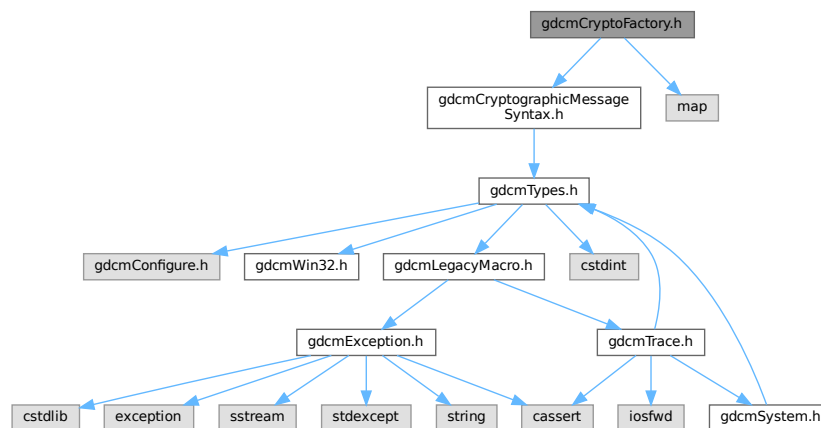 gdcmCryptoFactory.h
gdcmCryptographicMessage
Syntax.h
map
gdcmTypes.h
gdcmConfigure.h
gdcmWin32.h
gdcmLegacyMacro.h
cstdint
gdcmException.h
gdcmTrace.h
cstdlib
exception
sstream
stdexcept
string
cassert
iosfwd
gdcmSystem.h